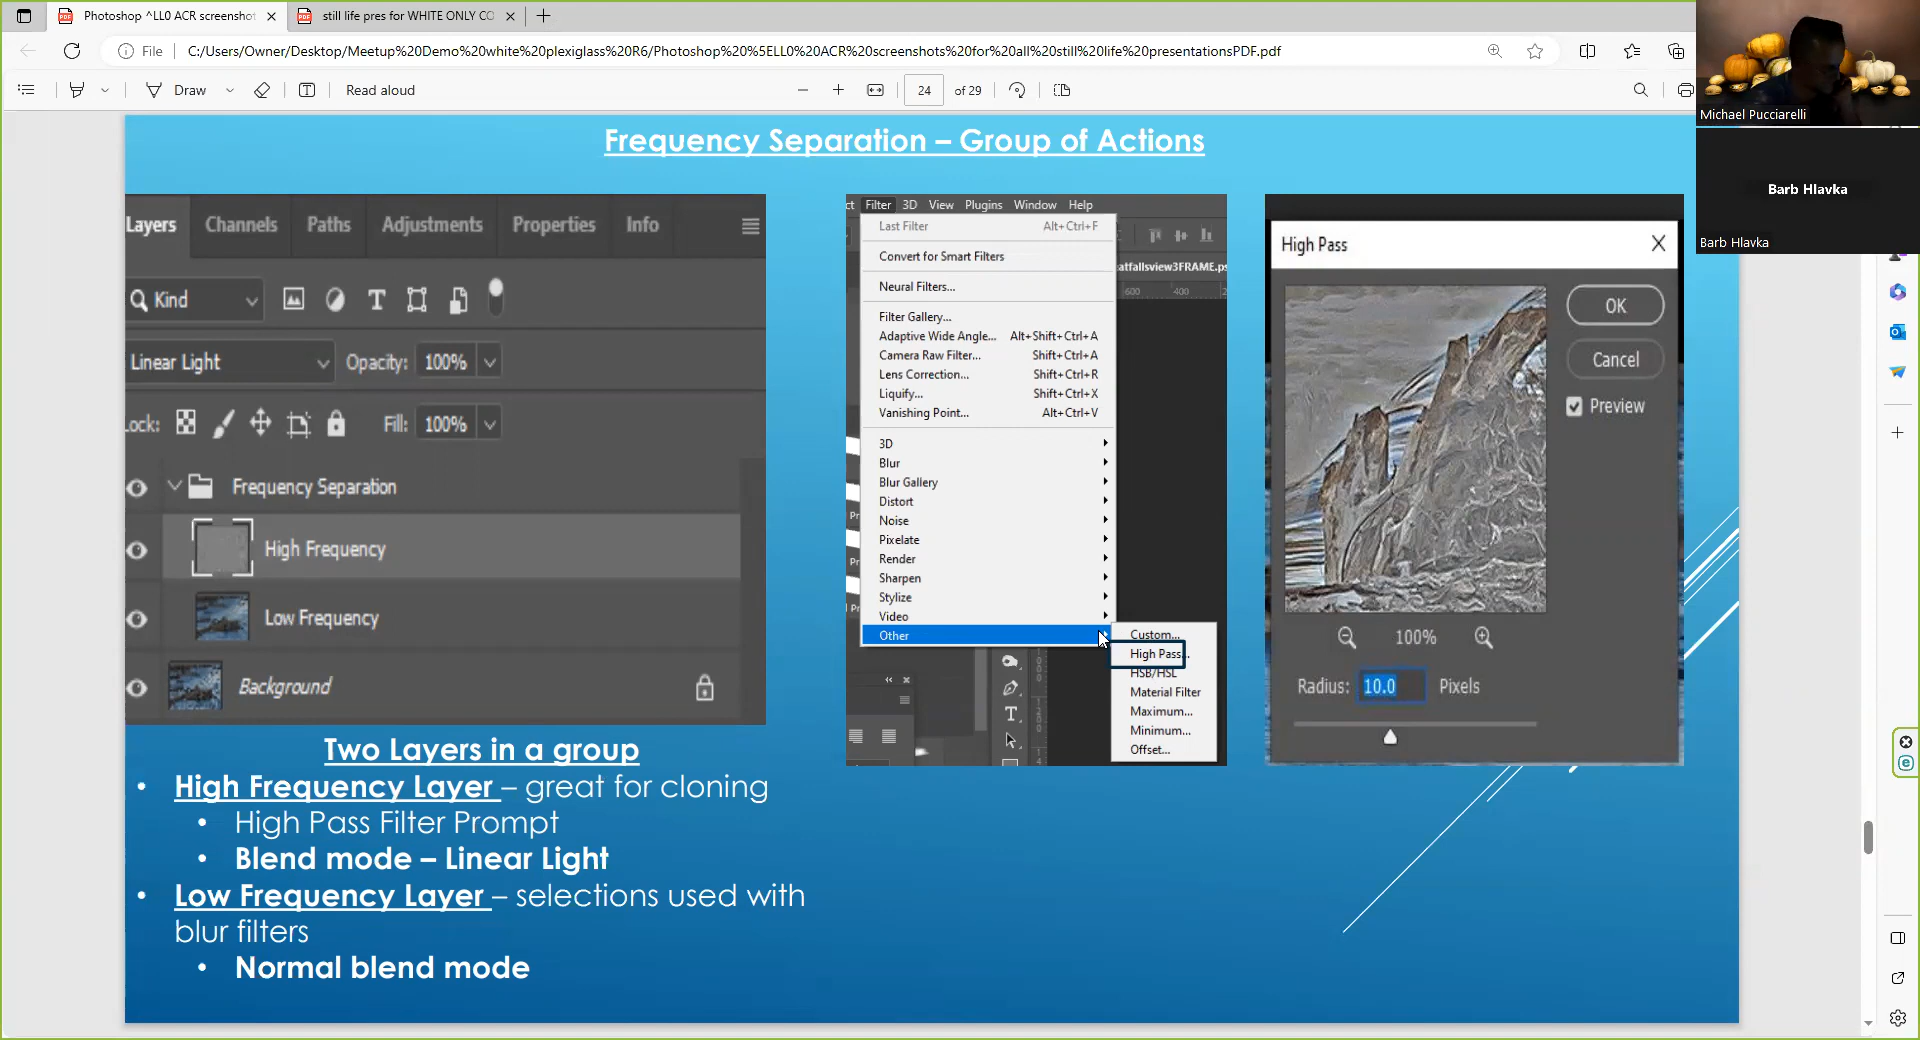 Photoshop ^LL0 ACR screenshot
still life pres for WHITE ONLY CO
File
C:/Users/Owner/Desktop/Meetup%20Demo%20white%20plexiglass%20R6/Photoshop%20%5ELL0%20ACR%20screenshots%20for%20all%20still%20life%20presentationsPDF.pdf
Draw
Read aloud
24
of 29
Michael Pucciarelli
Barb Hlavka
Barb Hlavka
Frequency Separation – Group of Actions
Layers
Channels
Paths
Adjustments
Properties
Info
Kind
Linear Light
Opacity:
100%
Lock:
Fill:
100%
Frequency Separation
High Frequency
Low Frequency
Background
ct
Filter
3D
View
Plugins
Window
Help
Last Filter Alt+Ctrl+F
Convert for Smart Filters
Neural Filters...
Filter Gallery...
Adaptive Wide Angle... Alt+Shift+Ctrl+A
Camera Raw Filter... Shift+Ctrl+A
Lens Correction... Shift+Ctrl+R
Liquify... Shift+Ctrl+X
Vanishing Point... Alt+Ctrl+V
3D
Blur
Blur Gallery
Distort
Noise
Pixelate
Render
Sharpen
Stylize
Video
Other
Custom...
High Pass...
HSB/HSL
Material Filter
Maximum...
Minimum...
Offset...
atfallsview3FRAME.ps
600
400
High Pass
X
OK
Cancel
Preview
100%
Radius:
10.0
Pixels
Two Layers in a group
• High Frequency Layer – great for cloning
• High Pass Filter Prompt
• Blend mode – Linear Light
• Low Frequency Layer – selections used with
blur filters
• Normal blend mode